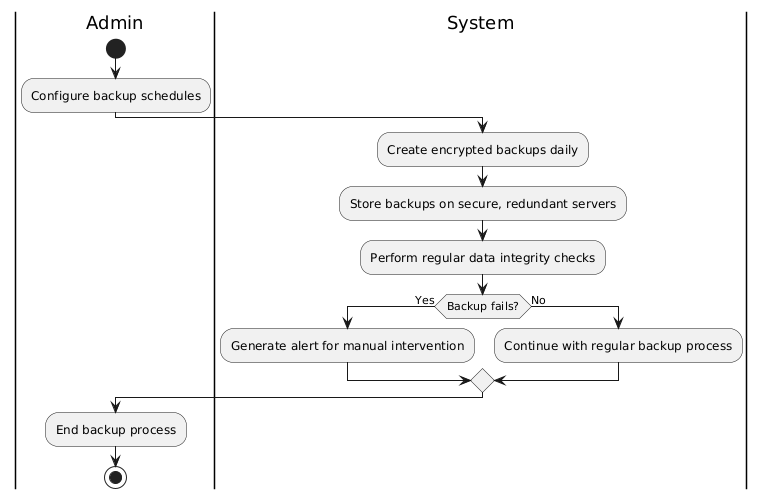 Admin
System
Configure backup schedules
Create encrypted backups daily
Store backups on secure, redundant servers
Perform regular data integrity checks
Yes
Backup fails?
No
Generate alert for manual intervention
Continue with regular backup process
End backup process